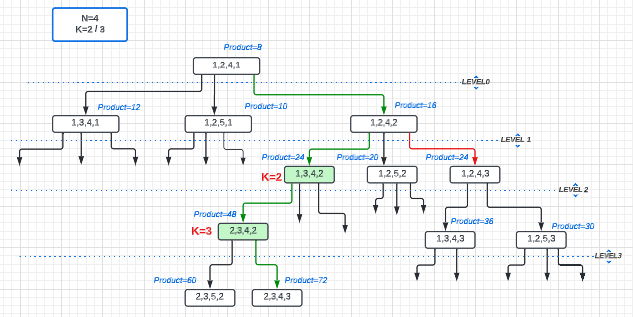 N=4
K=2 / 3
Product=8
1,2,4,1
LEVEL0
Product=12
Product=10
Product=16
1,3,4,1
1,2,5,1
1,2,4,2
LEVEL 1
Product=24
Product=20
Product=24
K=2
1,3,4,2
1,2,5,2
1,2,4,3
LEVEL 2
Product=48
Product=36
Product=30
K=3
2,3,4,2
1,3,4,3
1,2,5,3
LEVEL3
Product=60
Product=72
2,3,5,2
2,3,4,3